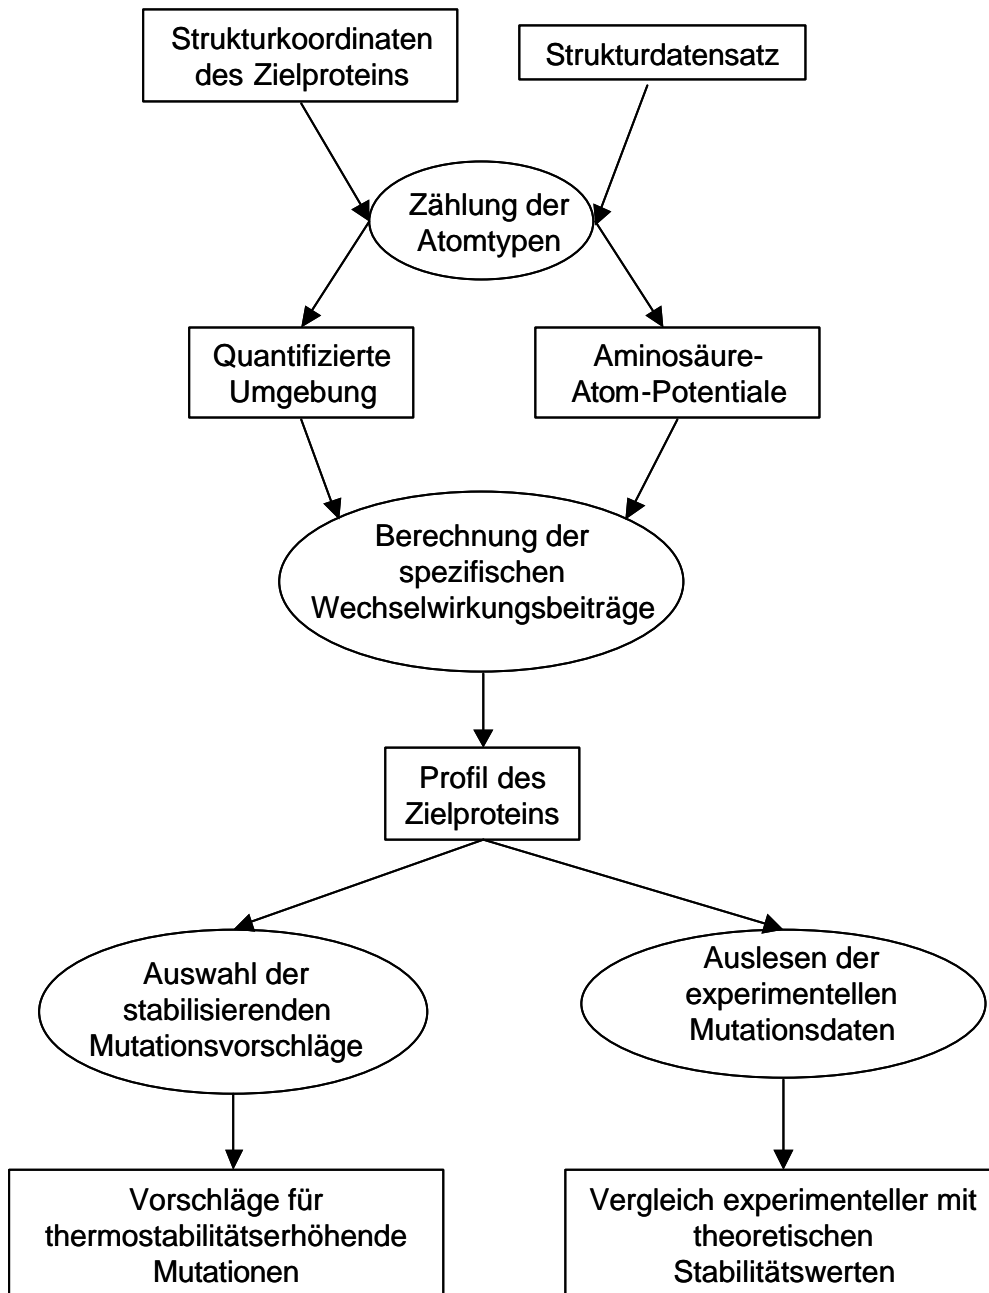 Strukturkoordinaten
des Zielproteins
Strukturdatensatz
Zählung der
Atomtypen
Quantifizierte
Umgebung
Aminosäure-
Atom-Potentiale
Berechnung der
spezifischen
Wechselwirkungsbeiträge
Profil des
Zielproteins
Auswahl der
stabilisierenden
Mutationsvorschläge
Auslesen der
experimentellen
Mutationsdaten
Vorschläge für
thermostabilitätserhöhende
Mutationen
Vergleich experimenteller mit
theoretischen
Stabilitätswerten